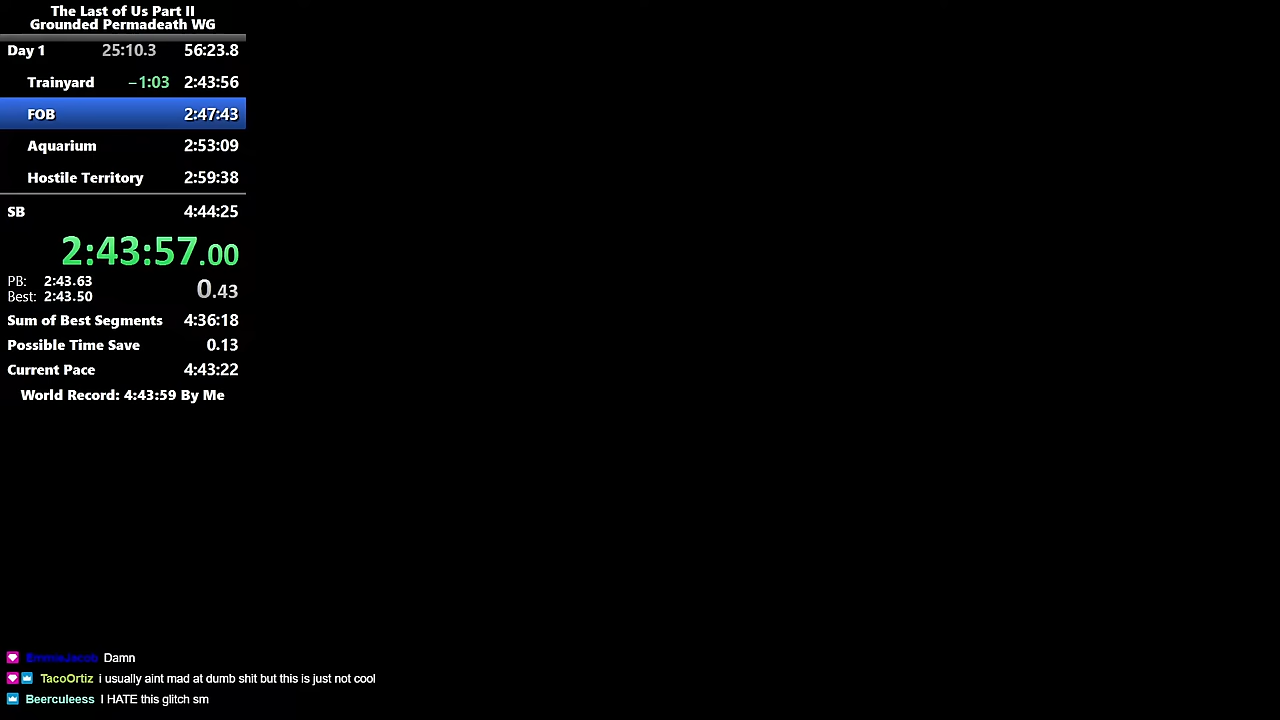 The Last of Us Part II
Grounded Permadeath WG
Day 1 25:10.3 56:23.8
Trainyard −1:03 2:43:56
FOB 2:47:43
Aquarium 2:53:09
Hostile Territory 2:59:38
SB 4:44:25
2:43:57.00
PB: 2:43.63
0.43
Best: 2:43.50
Sum of Best Segments 4:36:18
Possible Time Save 0.13
Current Pace 4:43:22
World Record: 4:43:59 By Me
Damn
TacoOrtiz i usually aint mad at dumb shit but this is just not cool
Beerculeess I HATE this glitch sm